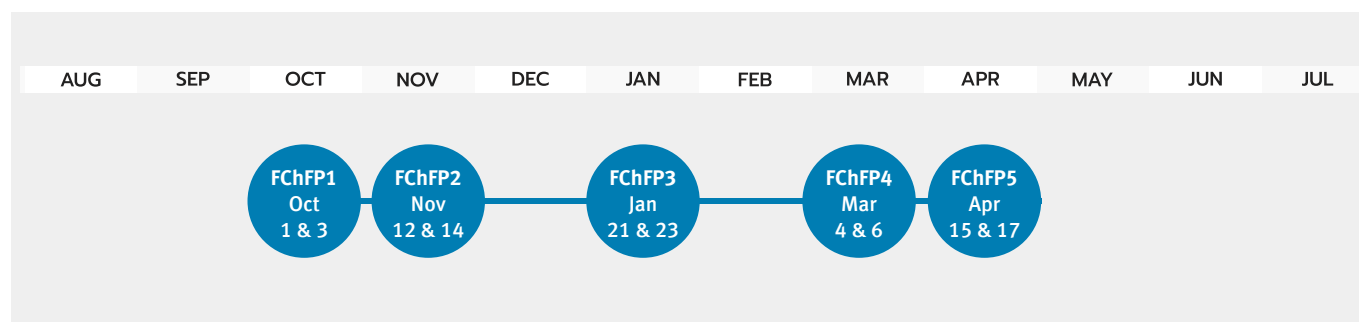 AUG SEP OCT NOV DEC JAN FEB MAR APR MAY JUN JUL
FChFP1
Oct
1 & 3
FChFP2
Nov
12 & 14
FChFP3
Jan
21 & 23
FChFP4
Mar
4 & 6
FChFP5
Apr
15 & 17